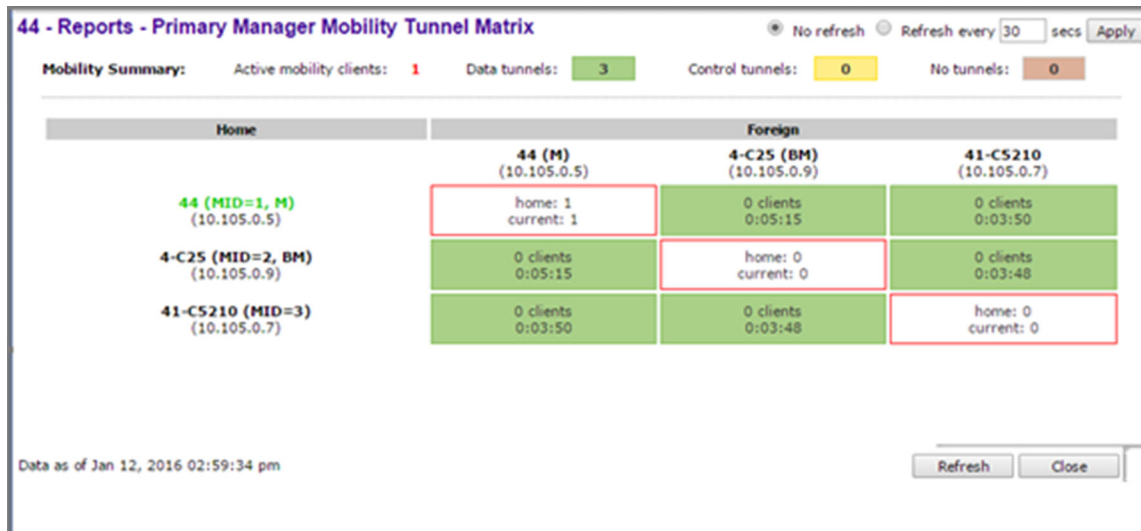 44 - Reports - Primary Manager Mobility Tunnel Matrix
No refresh Refresh every 30 secs Apply
Mobility Summary: Active mobility clients: 1 Data tunnels: 3 Control tunnels: 0 No tunnels: 0
Home Foreign
44 (M) 4-C25 (BM) 41-C5210
(10.105.0.5) (10.105.0.9) (10.105.0.7)
44 (MID=1, M) home: 1 0 clients 0 clients
(10.105.0.5) current: 1 0:05:15 0:03:50
4-C25 (MID=2, BM) 0 clients home: 0 0 clients
(10.105.0.9) 0:05:15 current: 0 0:03:48
41-C5210 (MID=3) 0 clients 0 clients home: 0
(10.105.0.7) 0:03:50 0:03:48 current: 0
Data as of Jan 12, 2016 02:59:34 pm Refresh Close